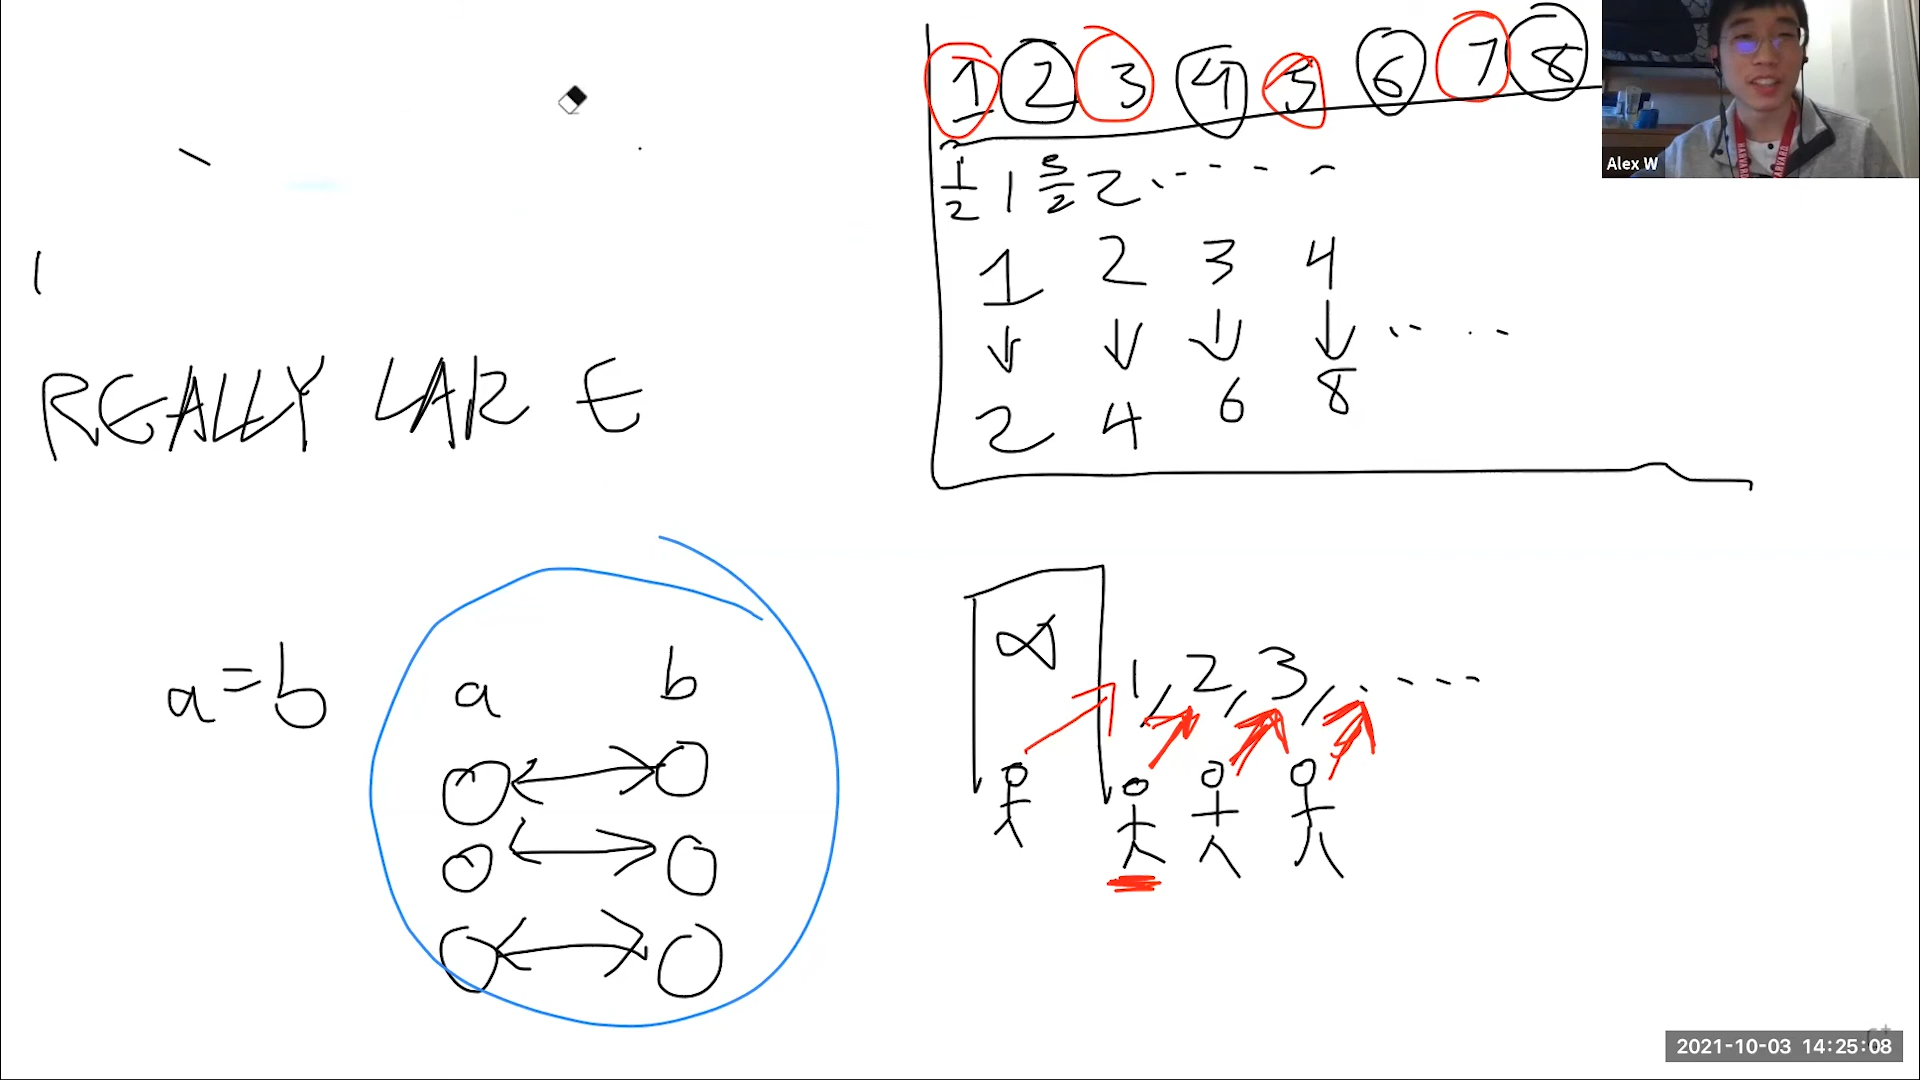 1 2 3 4 5 6 7 8
1/2 1 3/2 2 . . . . . .
1 2 3 4
↓ ↓ ↓ ↓ . . . .
2 4 6 8
REALLY LAR E
a=b
a b
∞
1, 2, 3, . . . .
Alex W
HARVARD
2021-10-03 14:25:08